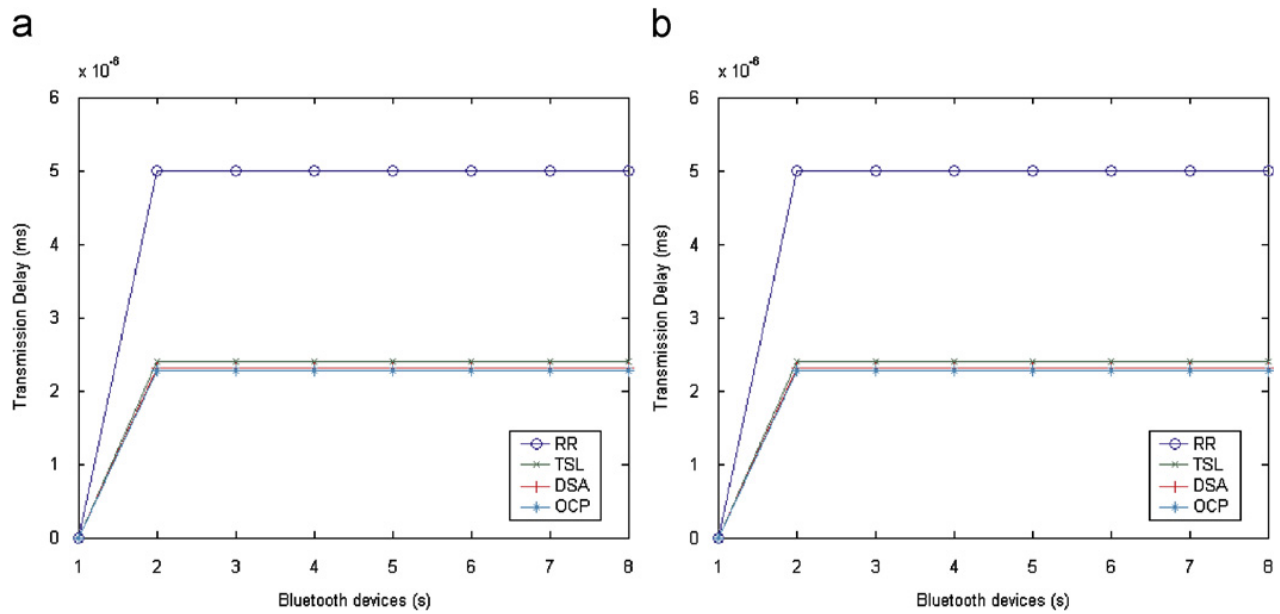 a
x 10⁻⁶
6
5
4
3
2
1
0
Transmission Delay (ms)
1 2 3 4 5 6 7 8
Bluetooth devices (s)
RR
TSL
DSA
OCP
b
x 10⁻⁶
6
5
4
3
2
1
0
Transmission Delay (ms)
1 2 3 4 5 6 7 8
Bluetooth devices (s)
RR
TSL
DSA
OCP